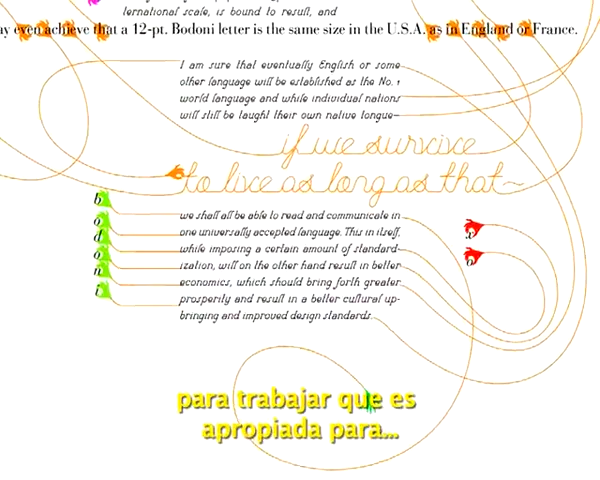 ternational scale, is bound to result, and
ay even achieve that a 12-pt. Bodoni letter is the same size in the U.S.A. as in England or France.
I am sure that eventually English or some
other language will be established as the No. 1
world language and while individual nations
will still be taught their own native tongue—
if we survive
to live as long as that—
we shall all be able to read and communicate in
one universally accepted language. This in itself,
while imposing a certain amount of standard-
ization, will on the other hand result in better
economics, which should bring forth greater
prosperity and result in a better cultural up-
bringing and improved design standards.
b
o
d
o
n
i
x
o
para trabajar que es
apropiada para...